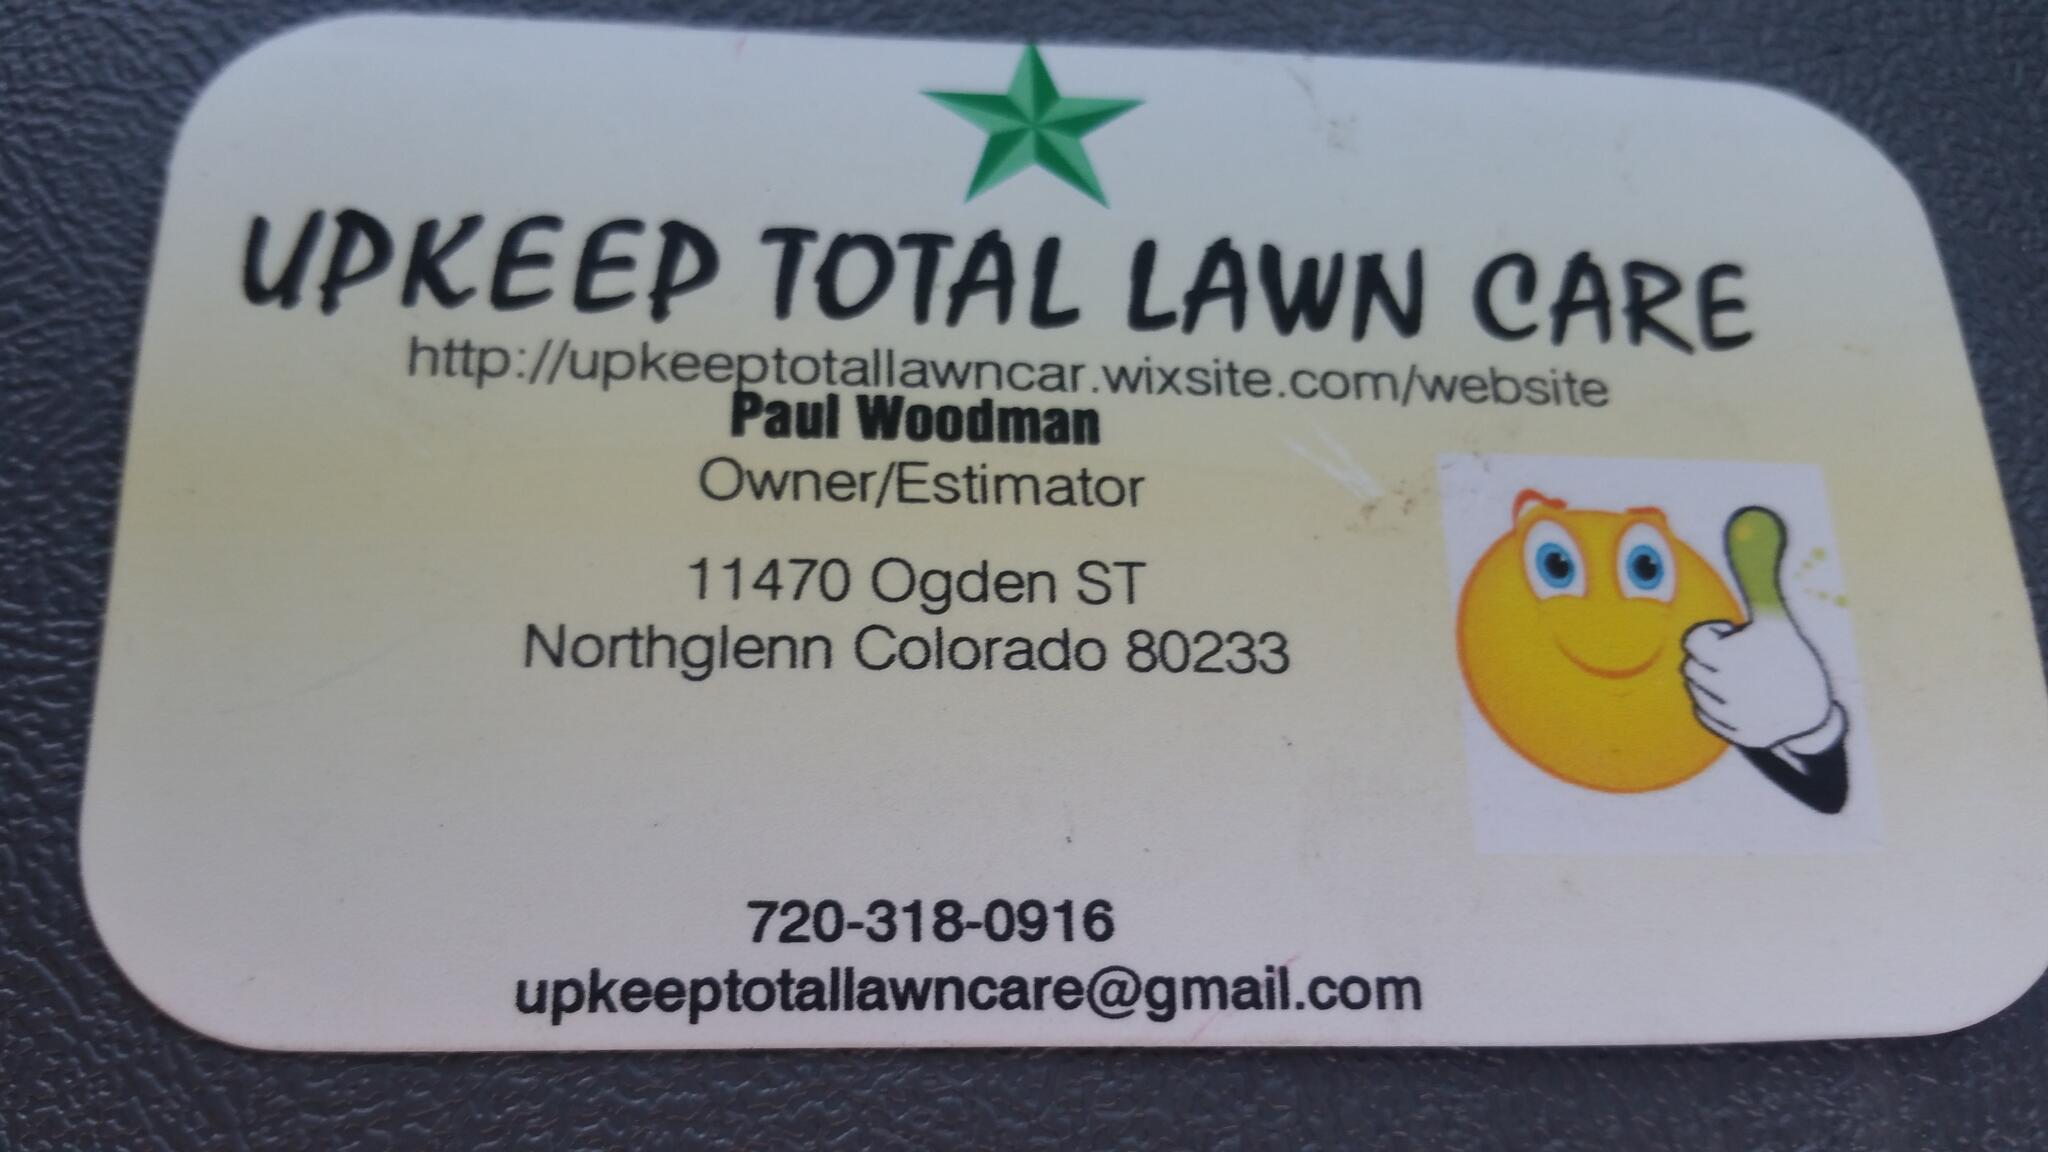 UPKEEP TOTAL LAWN CARE
http://upkeeptotallawncar.wixsite.com/website
Paul Woodman
Owner/Estimator
11470 Ogden ST
Northglenn Colorado 80233
720-318-0916
upkeeptotallawncare@gmail.com